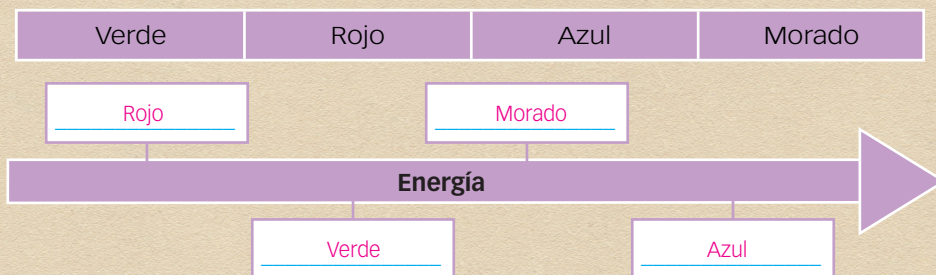 Verde Rojo Azul Morado
Rojo Morado
Energía
Verde Azul